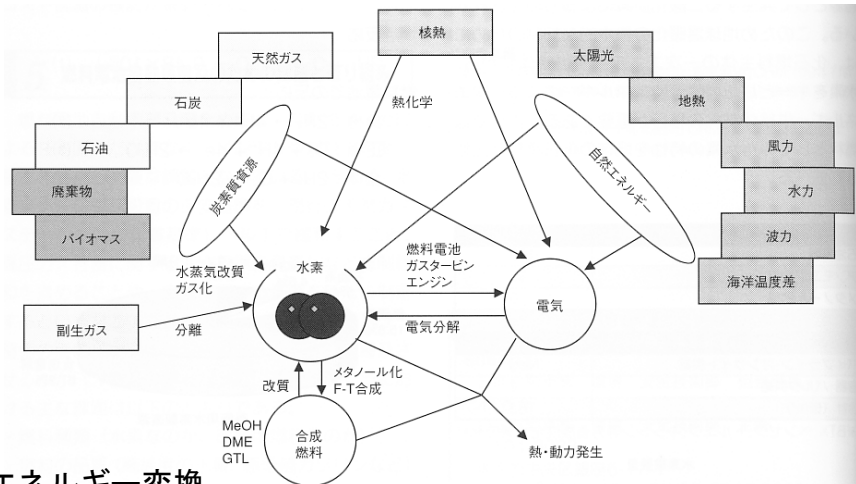 核熱
天然ガス
太陽光
石炭
熱化学
地熱
石油
炭素質資源
自然エネルギー
風力
廃棄物
水力
バイオマス
波力
水蒸気改質
ガス化
水素
燃料電池
ガスタービン
エンジン
海洋温度差
副生ガス
分離
電気
電気分解
改質
メタノール化
F-T合成
MeOH
DME
GTL
合成
燃料
熱・動力発生
エネルギー変換